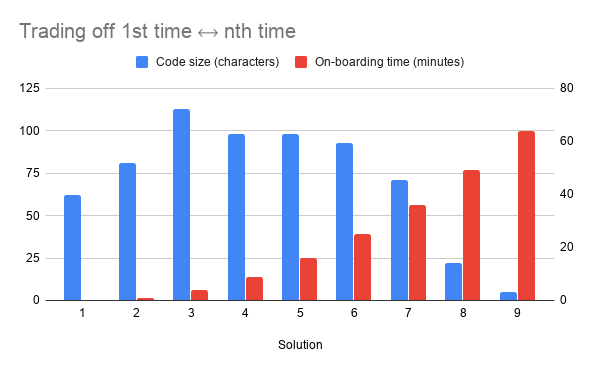 Trading off 1st time ↔ nth time
Code size (characters) On-boarding time (minutes)
125 80
100 60
75 40
50 20
25 0
0
1 2 3 4 5 6 7 8 9
Solution